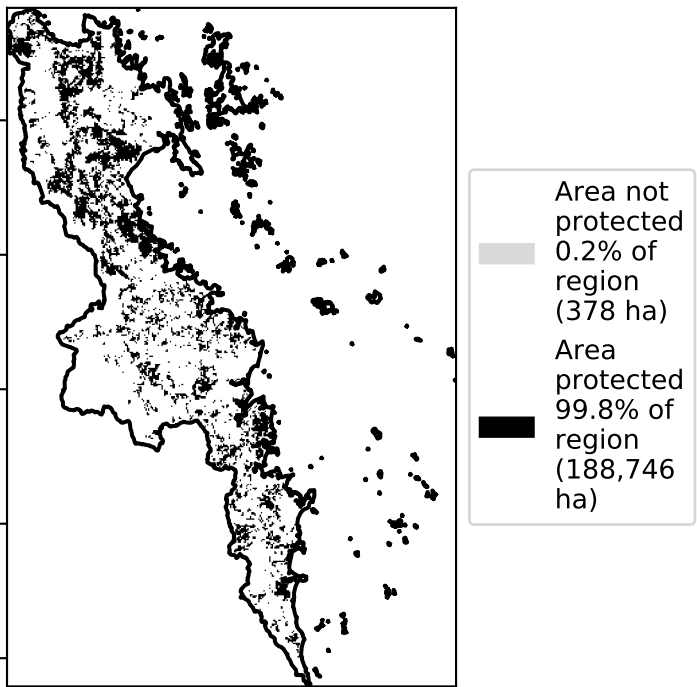 Area not
protected
0.2% of
region
(378 ha)
Area
protected
99.8% of
region
(188,746
ha)